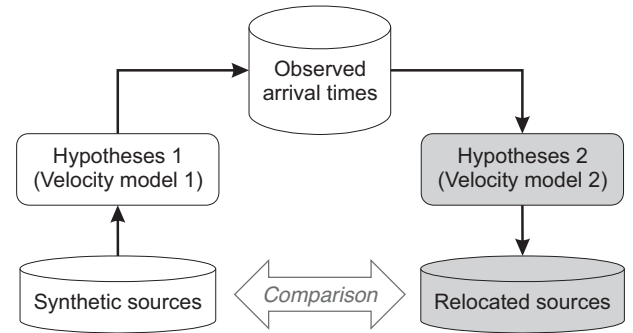 Observed
arrival times
Hypotheses 1
(Velocity model 1)
Hypotheses 2
(Velocity model 2)
Synthetic sources
Comparison
Relocated sources